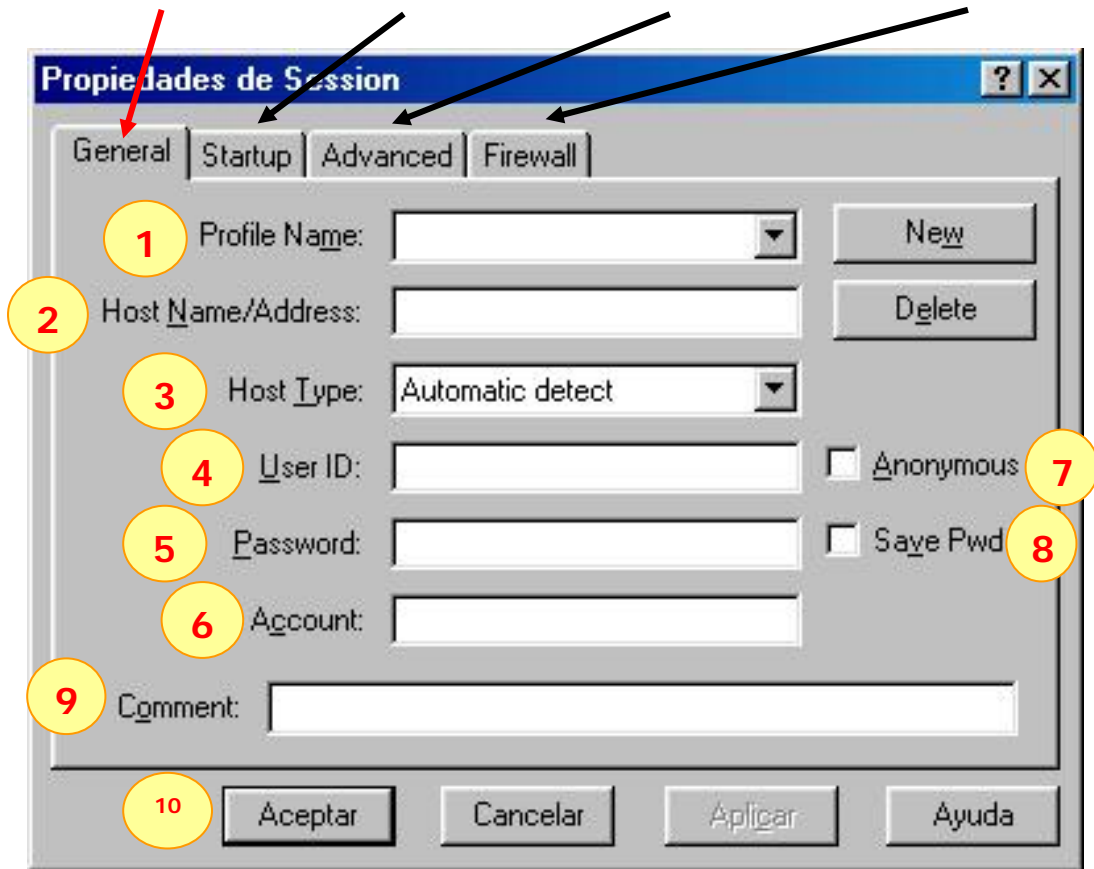 Propiedades de Session
General Startup Advanced Firewall
1 Profile Name: New
2 Host Name/Address: Delete
3 Host Type: Automatic detect
4 User ID: Anonymous 7
5 Password: Save Pwd 8
6 Account:
9 Comment:
10 Aceptar Cancelar Aplicar Ayuda